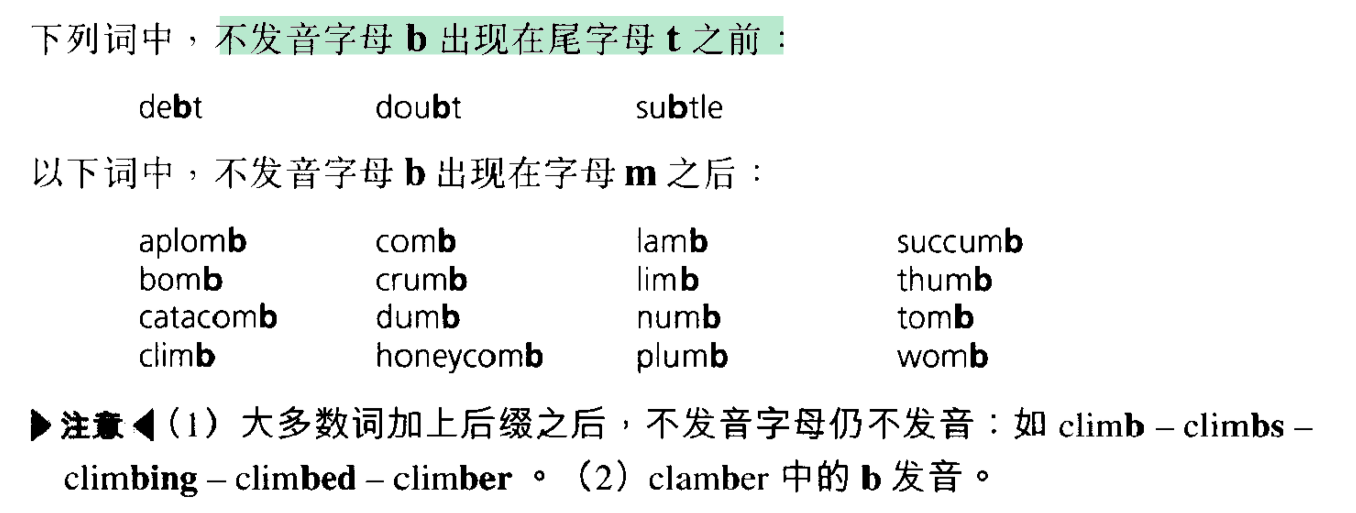 下列词中，不发音字母 b 出现在尾字母 t 之前：
debt doubt subtle
以下词中，不发音字母 b 出现在字母 m 之后：
aplomb comb lamb succumb
bomb crumb limb thumb
catacomb dumb numb tomb
climb honeycomb plumb womb
▶注意◀（1）大多数词加上后缀之后，不发音字母仍不发音：如 climb – climbs –
climbing – climbed – climber 。（2）clamber 中的 b 发音。